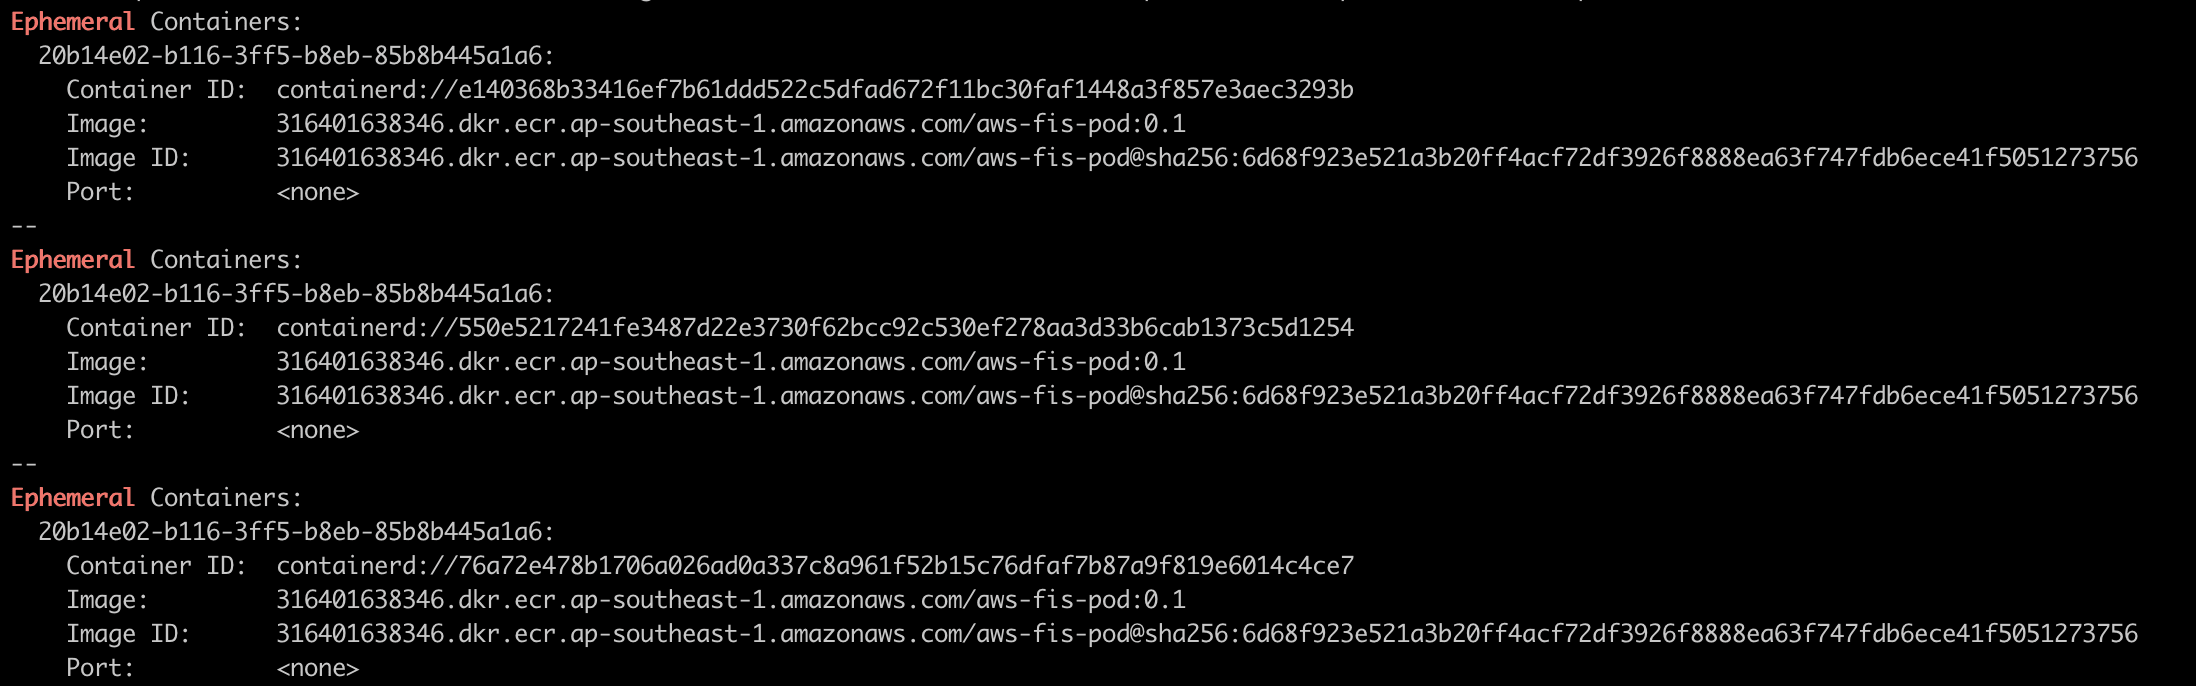 Ephemeral Containers:
  20b14e02-b116-3ff5-b8eb-85b8b445a1a6:
    Container ID:  containerd://e140368b33416ef7b61ddd522c5dfad672f11bc30faf1448a3f857e3aec3293b
    Image:         316401638346.dkr.ecr.ap-southeast-1.amazonaws.com/aws-fis-pod:0.1
    Image ID:      316401638346.dkr.ecr.ap-southeast-1.amazonaws.com/aws-fis-pod@sha256:6d68f923e521a3b20ff4acf72df3926f8888ea63f747fdb6ece41f5051273756
    Port:          <none>
--
Ephemeral Containers:
  20b14e02-b116-3ff5-b8eb-85b8b445a1a6:
    Container ID:  containerd://550e5217241fe3487d22e3730f62bcc92c530ef278aa3d33b6cab1373c5d1254
    Image:         316401638346.dkr.ecr.ap-southeast-1.amazonaws.com/aws-fis-pod:0.1
    Image ID:      316401638346.dkr.ecr.ap-southeast-1.amazonaws.com/aws-fis-pod@sha256:6d68f923e521a3b20ff4acf72df3926f8888ea63f747fdb6ece41f5051273756
    Port:          <none>
--
Ephemeral Containers:
  20b14e02-b116-3ff5-b8eb-85b8b445a1a6:
    Container ID:  containerd://76a72e478b1706a026ad0a337c8a961f52b15c76dfaf7b87a9f819e6014c4ce7
    Image:         316401638346.dkr.ecr.ap-southeast-1.amazonaws.com/aws-fis-pod:0.1
    Image ID:      316401638346.dkr.ecr.ap-southeast-1.amazonaws.com/aws-fis-pod@sha256:6d68f923e521a3b20ff4acf72df3926f8888ea63f747fdb6ece41f5051273756
    Port:          <none>